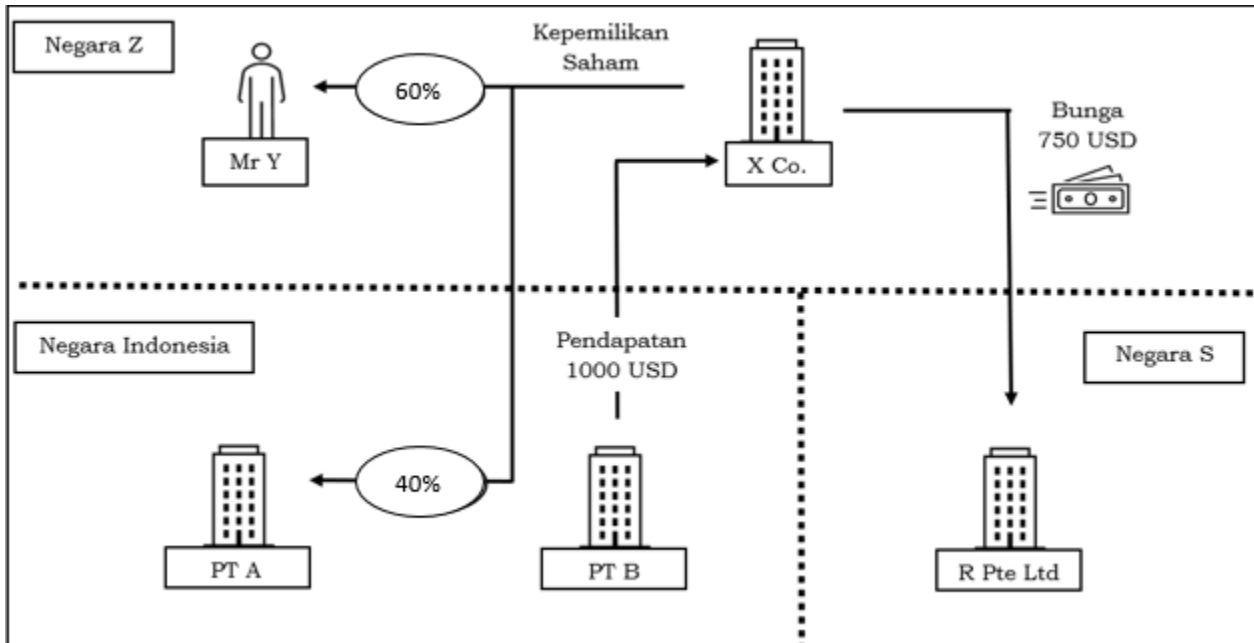 Negara Z
Kepemilikan
Saham
60%
Mr Y
X Co.
Bunga
750 USD
Negara Indonesia
Pendapatan
1000 USD
Negara S
40%
PT A
PT B
R Pte Ltd